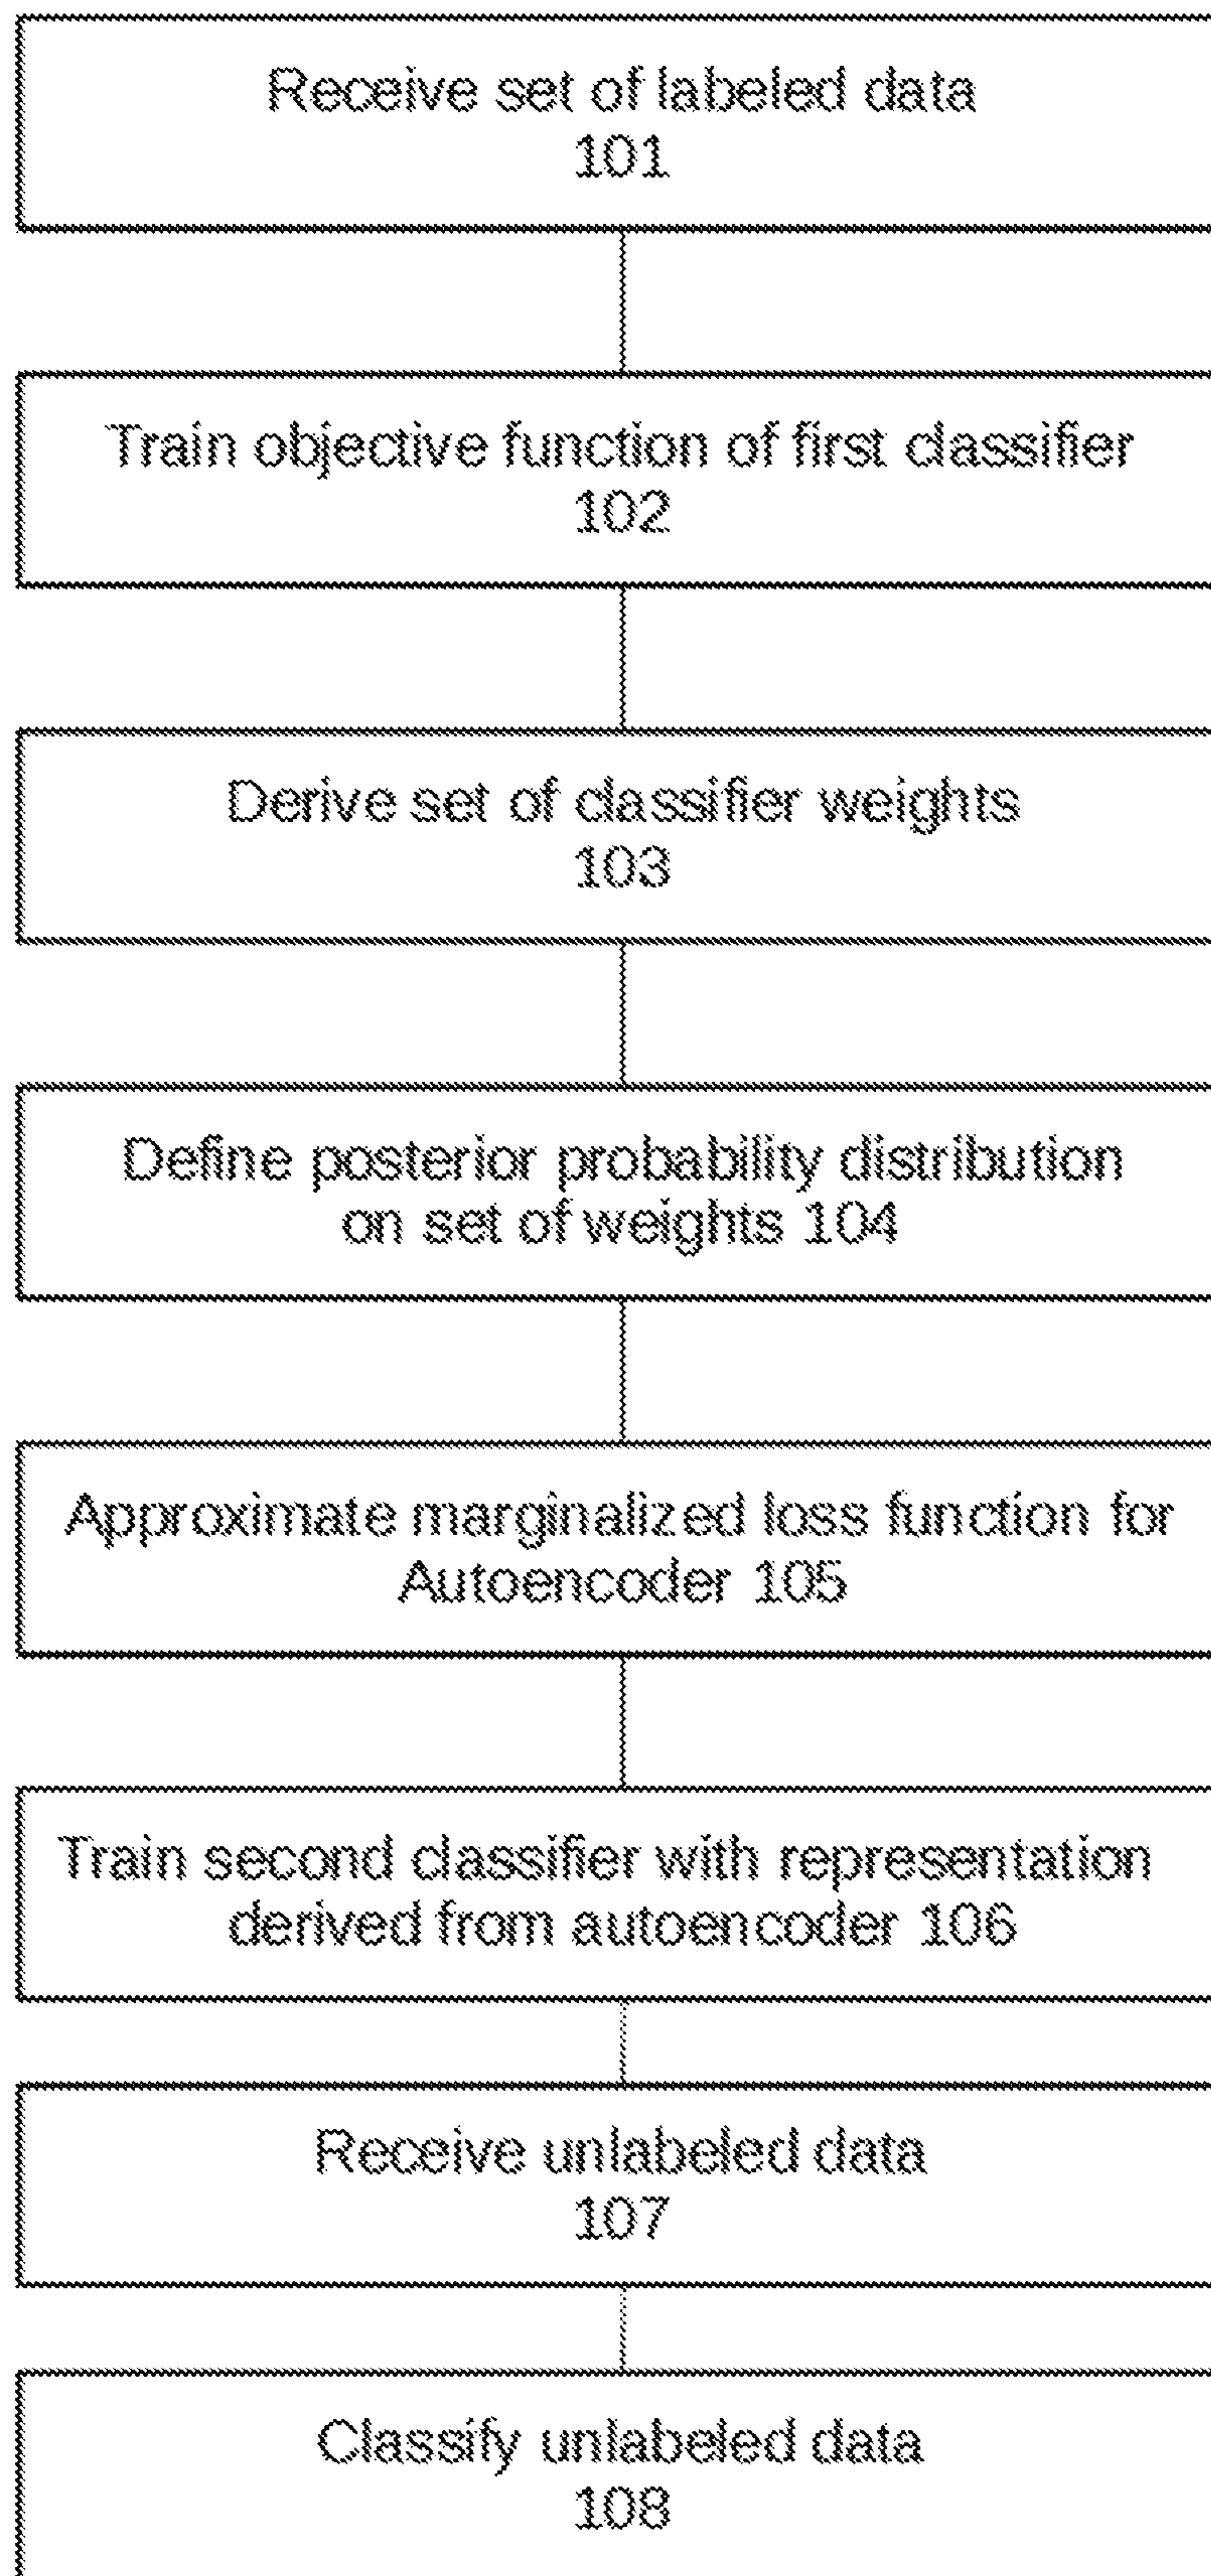 Receive set of labeled data
101
Train objective function of first classifier
102
Derive set of classifier weights
103
Define posterior probability distribution
on set of weights 104
Approximate marginalized loss function for
Autoencoder 105
Train second classifier with representation
derived from autoencoder 106
Receive unlabeled data
107
Classify unlabeled data
108